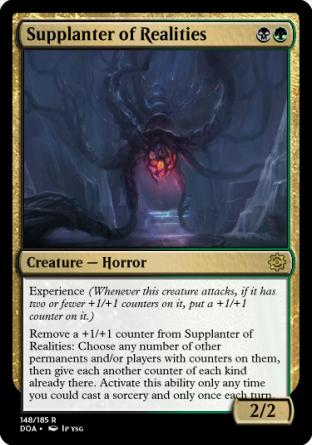 Supplanter of Realities
Creature — Horror
Experience (Whenever this creature attacks, if it has
two or fewer +1/+1 counters on it, put a +1/+1
counter on it.)
Remove a +1/+1 counter from Supplanter of
Realities: Choose any number of other
permanents and/or players with counters on them,
then give each another counter of each kind
already there. Activate this ability only any time
you could cast a sorcery and only once each turn.
2/2
148/185 R
DOA • IP YSG